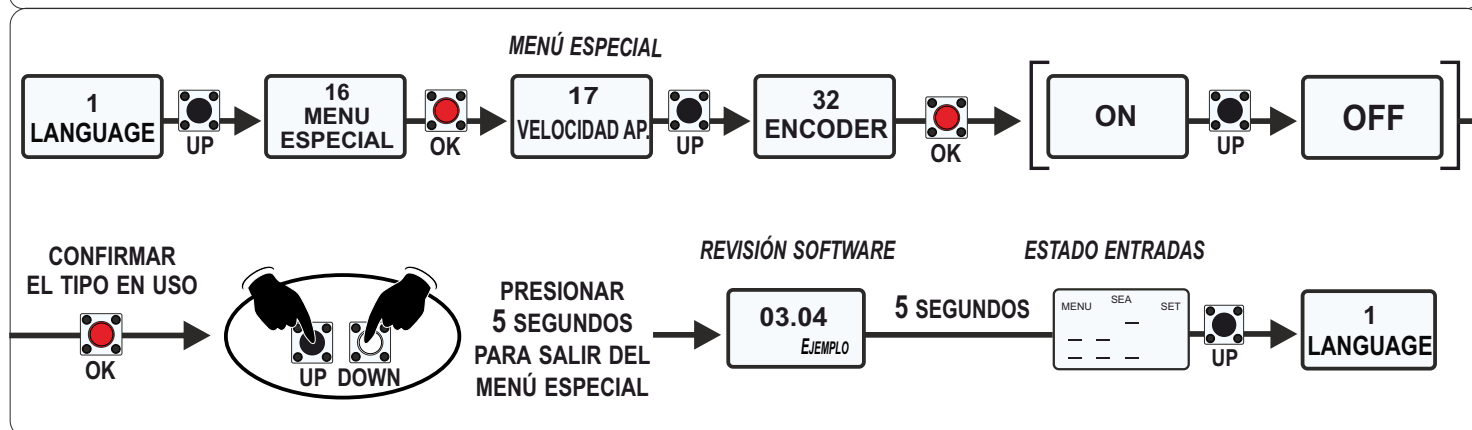 MENÚ ESPECIAL
1
LANGUAGE
UP
16
MENU
ESPECIAL
OK
17
VELOCIDAD AP.
UP
32
ENCODER
OK
ON
UP
OFF
CONFIRMAR
EL TIPO EN USO
OK
UP DOWN
PRESIONAR
5 SEGUNDOS
PARA SALIR DEL
MENÚ ESPECIAL
REVISIÓN SOFTWARE
03.04
EJEMPLO
5 SEGUNDOS
ESTADO ENTRADAS
MENU SEA SET
UP
1
LANGUAGE